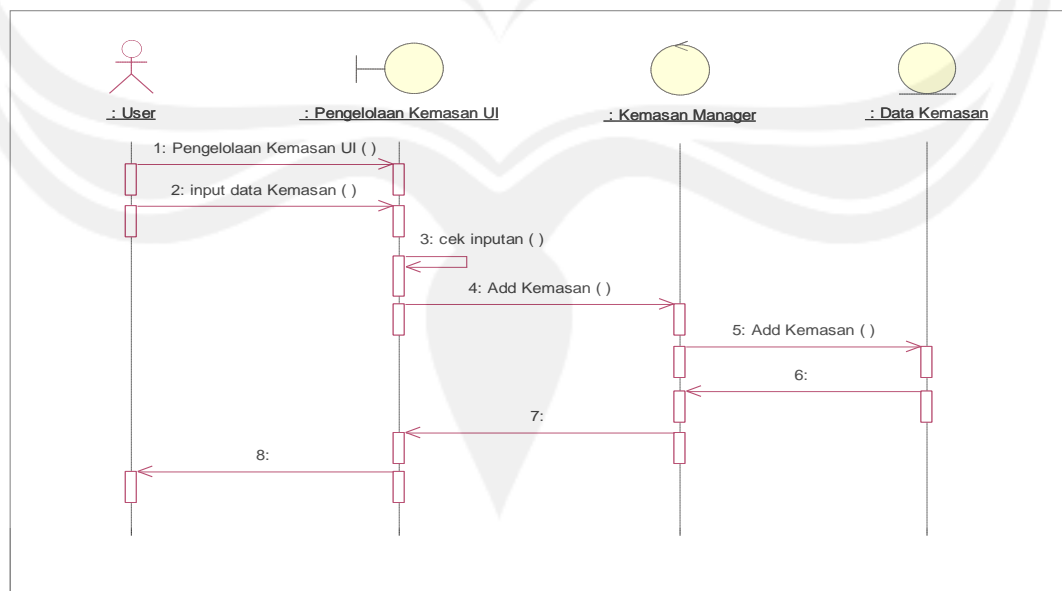 : User
: Pengelolaan Kemasan UI
: Kemasan Manager
: Data Kemasan
1: Pengelolaan Kemasan UI ( )
2: input data Kemasan ( )
3: cek inputan ( )
4: Add Kemasan ( )
5: Add Kemasan ( )
6:
7:
8: